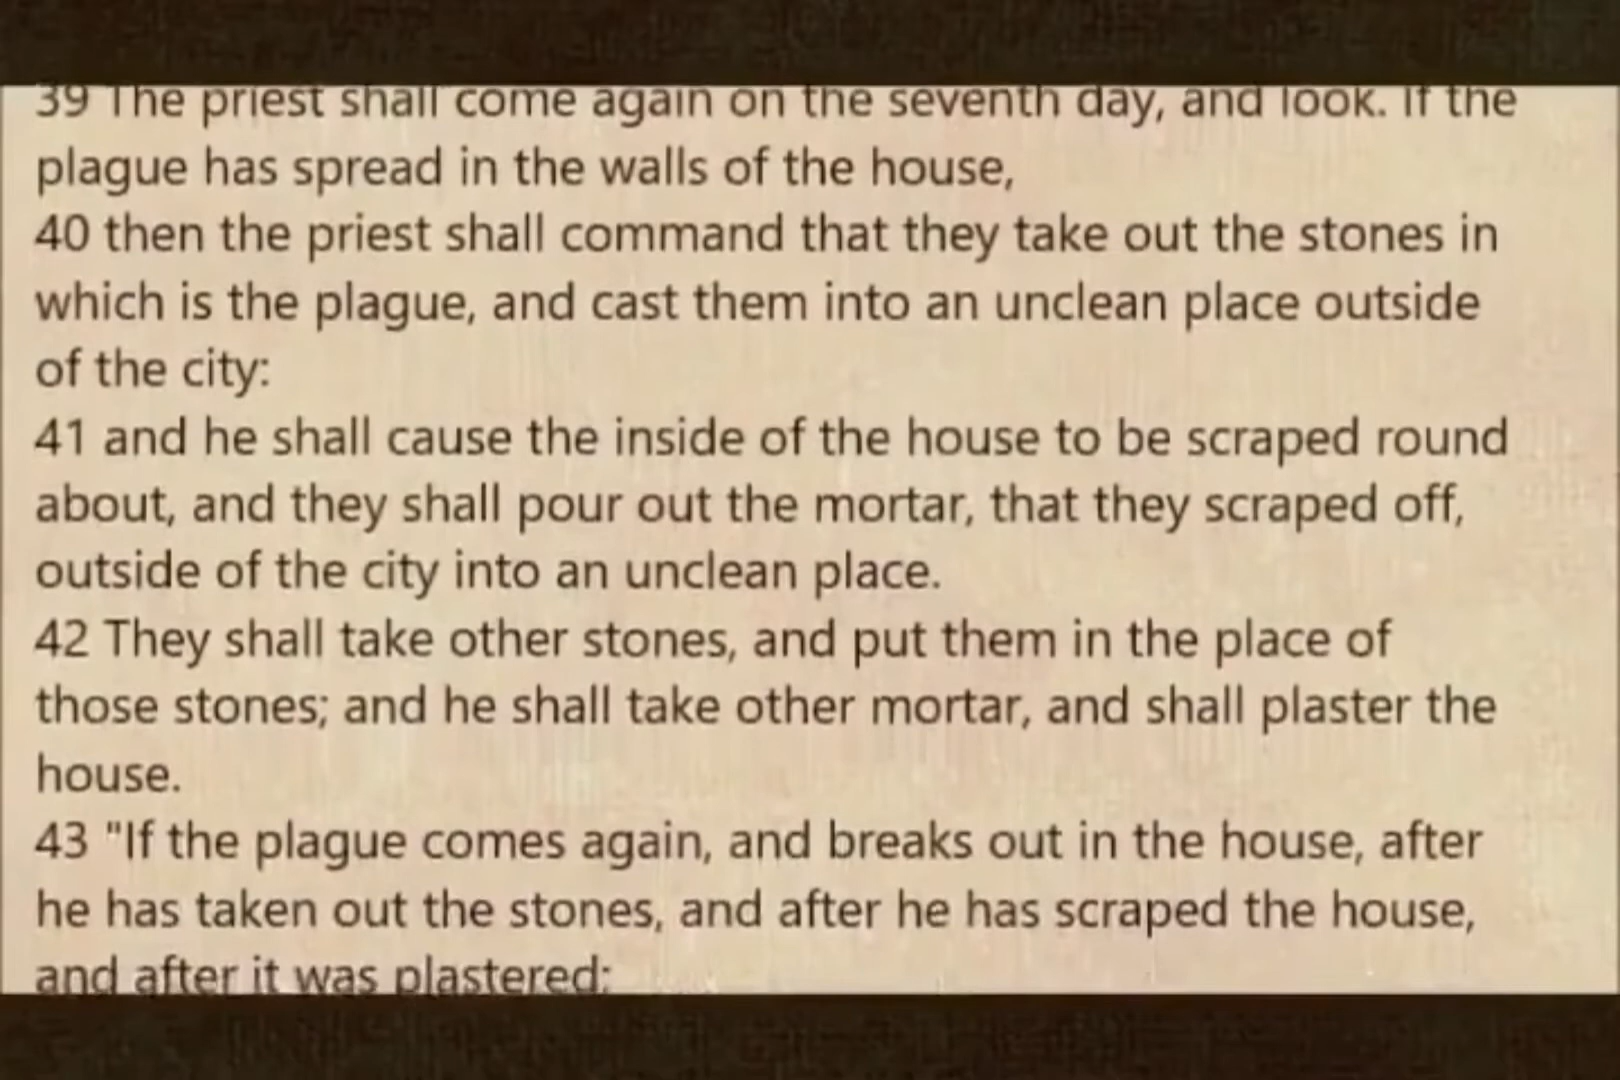 39 The priest shall come again on the seventh day, and look. If the
plague has spread in the walls of the house,
40 then the priest shall command that they take out the stones in
which is the plague, and cast them into an unclean place outside
of the city:
41 and he shall cause the inside of the house to be scraped round
about, and they shall pour out the mortar, that they scraped off,
outside of the city into an unclean place.
42 They shall take other stones, and put them in the place of
those stones; and he shall take other mortar, and shall plaster the
house.
43 "If the plague comes again, and breaks out in the house, after
he has taken out the stones, and after he has scraped the house,
and after it was plastered;